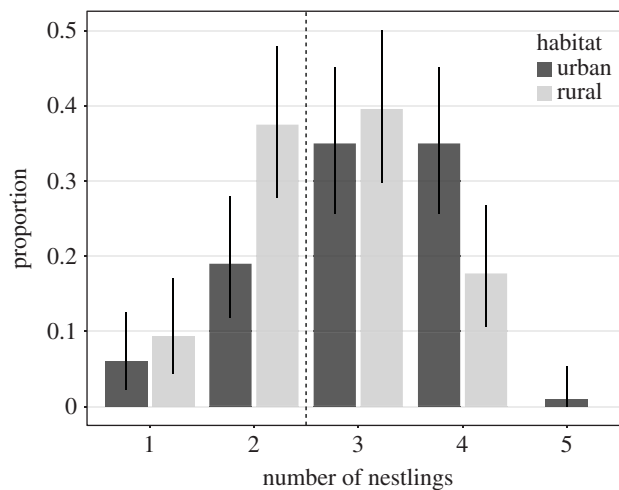 0.5
0.4
0.3
0.2
0.1
0
proportion
habitat
urban
rural
1 2 3 4 5
number of nestlings